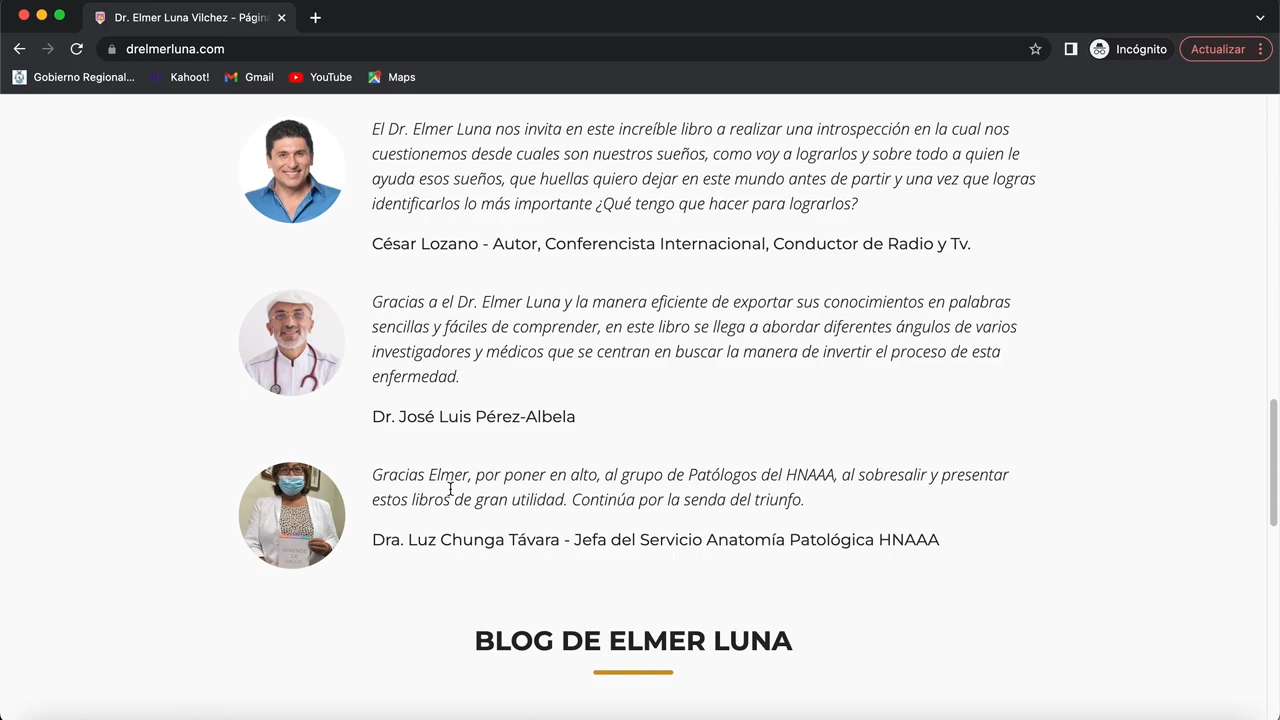 Dr. Elmer Luna Vilchez - Págin
drelmerluna.com
Incógnito
Actualizar
Gobierno Regional...
Kahoot!
Gmail
YouTube
Maps
El Dr. Elmer Luna nos invita en este increíble libro a realizar una introspección en la cual nos
cuestionemos desde cuales son nuestros sueños, como voy a lograrlos y sobre todo a quien le
ayuda esos sueños, que huellas quiero dejar en este mundo antes de partir y una vez que logras
identificarlos lo más importante ¿Qué tengo que hacer para lograrlos?
César Lozano - Autor, Conferencista Internacional, Conductor de Radio y Tv.
Gracias a el Dr. Elmer Luna y la manera eficiente de exportar sus conocimientos en palabras
sencillas y fáciles de comprender, en este libro se llega a abordar diferentes ángulos de varios
investigadores y médicos que se centran en buscar la manera de invertir el proceso de esta
enfermedad.
Dr. José Luis Pérez-Albela
Gracias Elmer, por poner en alto, al grupo de Patólogos del HNAAA, al sobresalir y presentar
estos libros de gran utilidad. Continúa por la senda del triunfo.
Dra. Luz Chunga Távara - Jefa del Servicio Anatomía Patológica HNAAA
APRENDE
DE
SALUD
BLOG DE ELMER LUNA